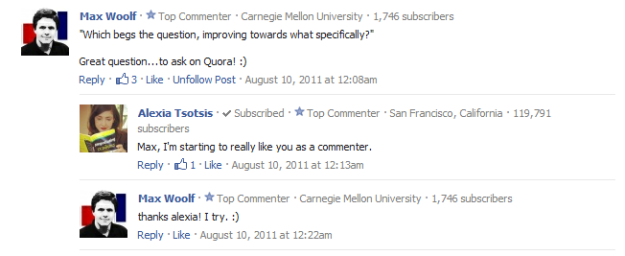 Max Woolf · ★ Top Commenter · Carnegie Mellon University · 1,746 subscribers
"Which begs the question, improving towards what specifically?"
Great question...to ask on Quora! :)
Reply · 3 · Like · Unfollow Post · August 10, 2011 at 12:08am
Alexia Tsotsis · ✓ Subscribed · ★ Top Commenter · San Francisco, California · 119,791
subscribers
Max, I'm starting to really like you as a commenter.
Reply · 1 · Like · August 10, 2011 at 12:13am
Max Woolf · ★ Top Commenter · Carnegie Mellon University · 1,746 subscribers
thanks alexia! I try. :)
Reply · Like · August 10, 2011 at 12:22am